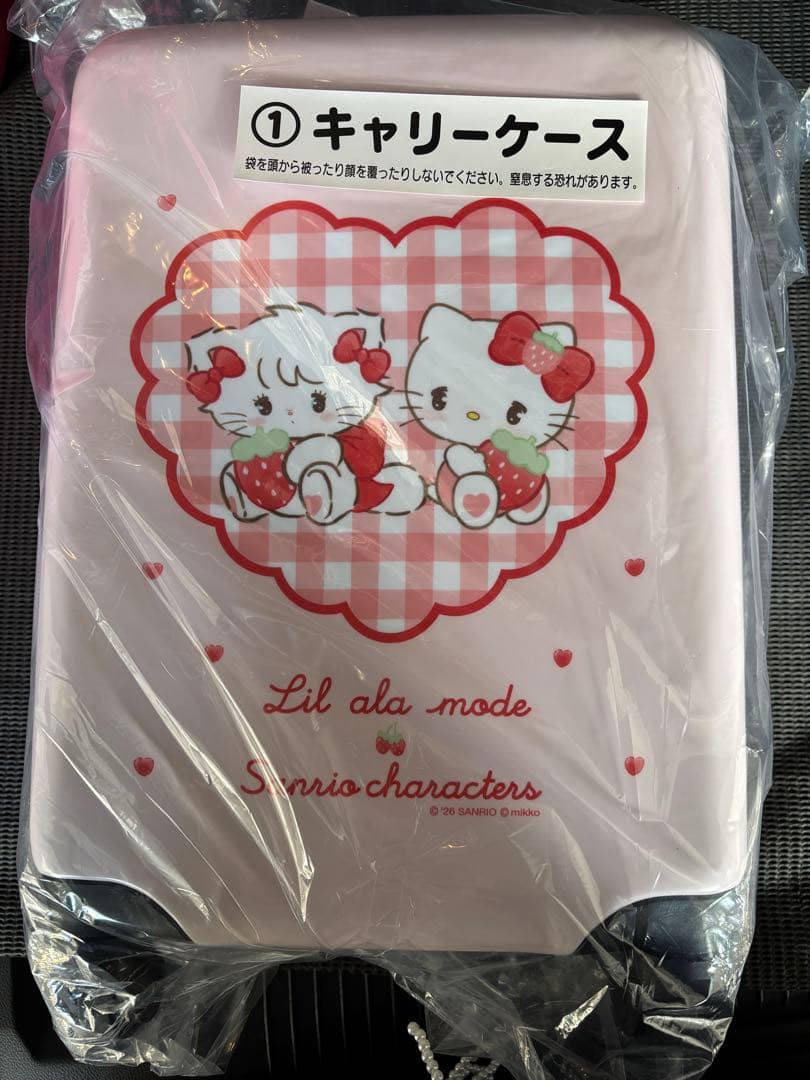 ①キャリーケース
袋を頭から被ったり顔を覆ったりしないでください。窒息する恐れがあります。
Lil ala mode
Sanrio characters
© '26 SANRIO © mikko